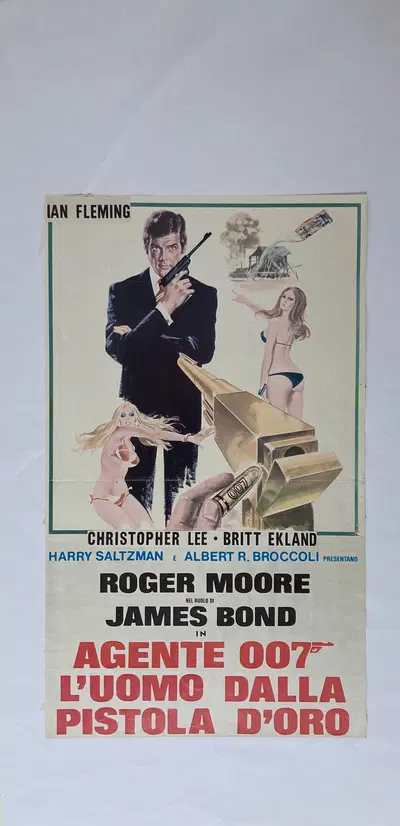 IAN FLEMING
007
CHRISTOPHER LEE • BRITT EKLAND
HARRY SALTZMAN E ALBERT R. BROCCOLI PRESENTANO
ROGER MOORE
NEL RUOLO DI
JAMES BOND
IN
AGENTE 007
L'UOMO DALLA
PISTOLA D'ORO